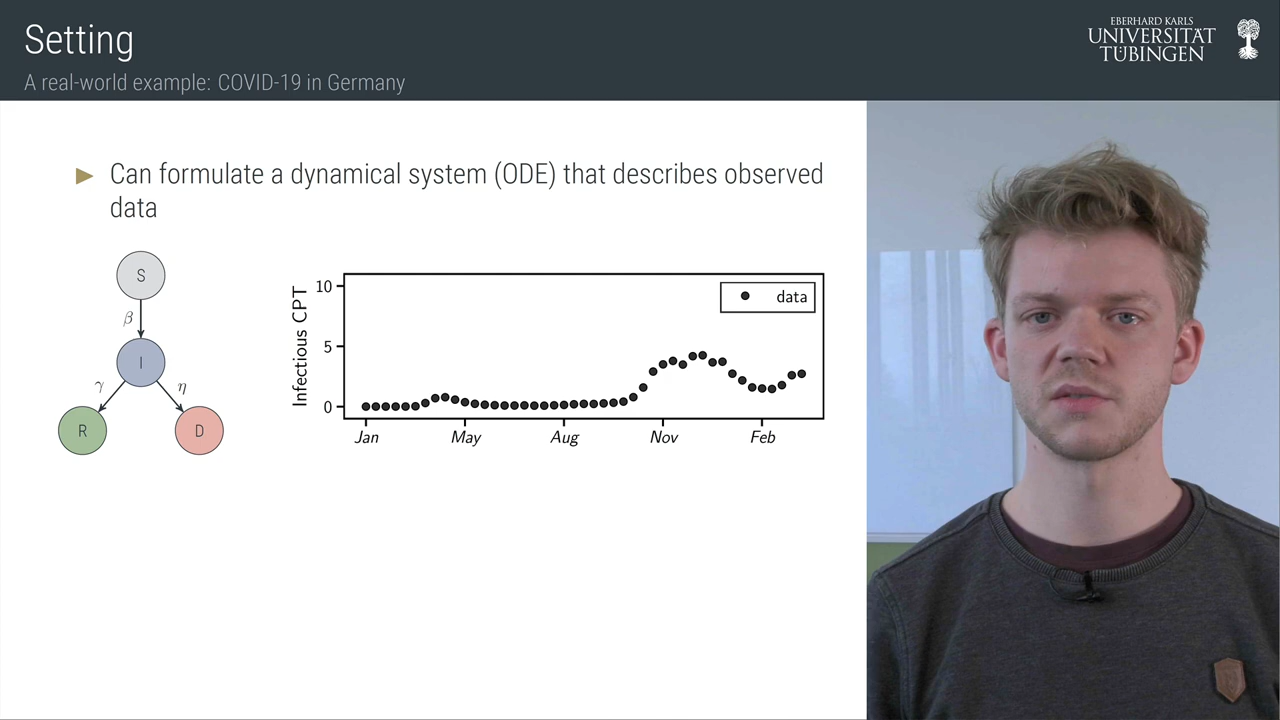 Setting
A real-world example: COVID-19 in Germany
EBERHARD KARLS
UNIVERSITÄT
TÜBINGEN
► Can formulate a dynamical system (ODE) that describes observed
data
S
β
I
γ
η
R
D
Infectious CPT
10
5
0
data
Jan
May
Aug
Nov
Feb